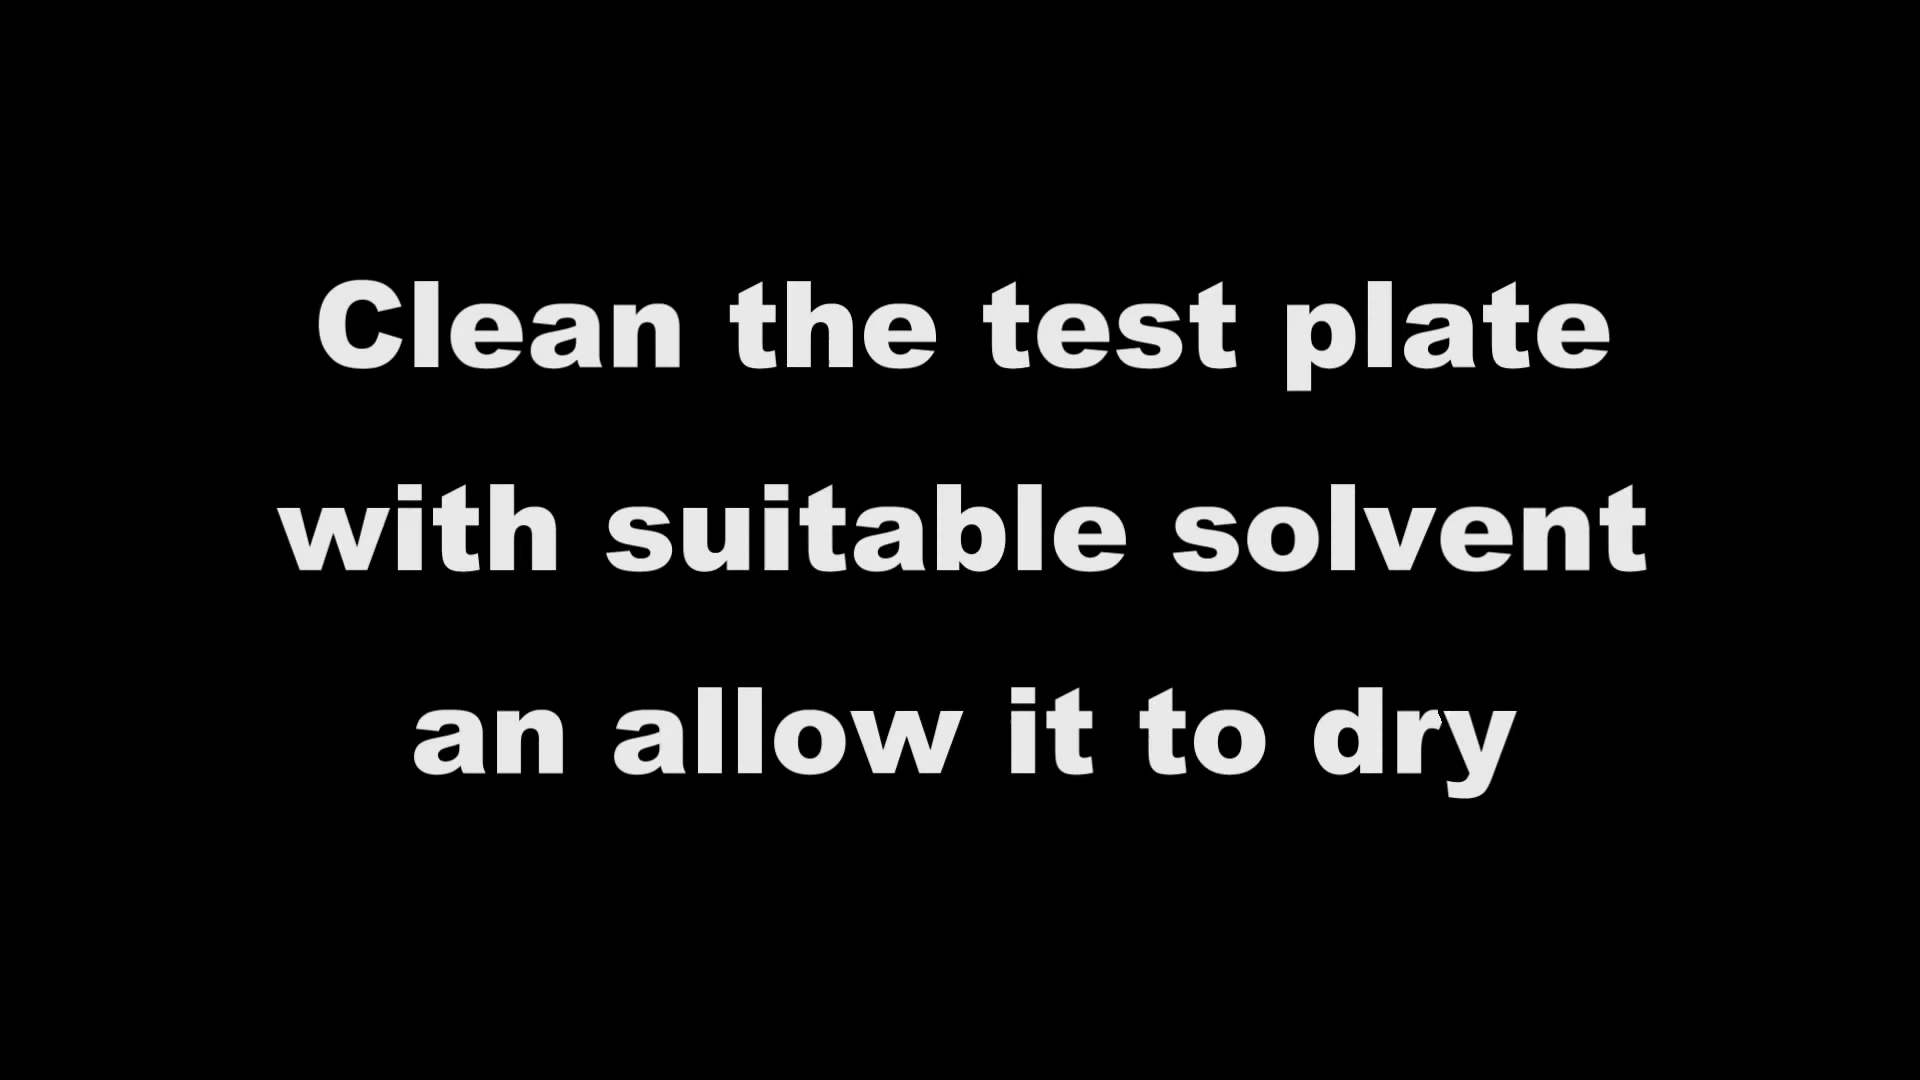 Clean the test plate
with suitable solvent
an allow it to dry